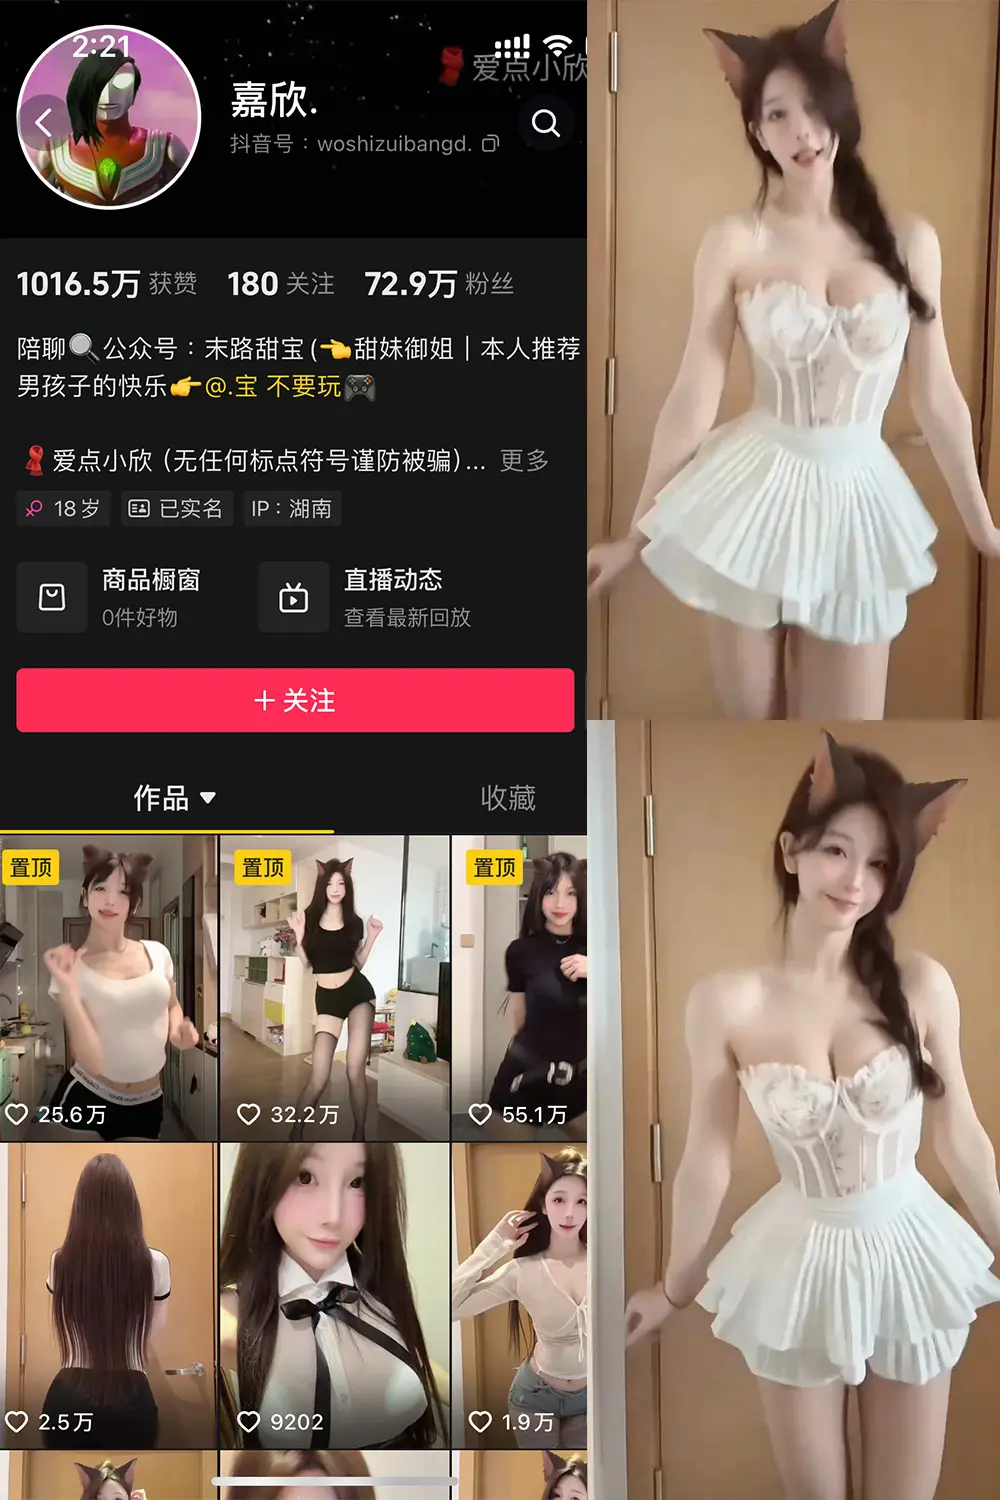 2:21
爱点小欣
嘉欣.
抖音号：woshizuibangd.
1016.5万 获赞 180 关注 72.9万 粉丝
陪聊🔍公众号：末路甜宝(👈甜妹御姐｜本人推荐
男孩子的快乐👉@.宝 不要玩🎮
🧣爱点小欣（无任何标点符号谨防被骗)... 更多
18岁 已实名 IP：湖南
商品橱窗 直播动态
0件好物 查看最新回放
+ 关注
作品 收藏
置顶 置顶 置顶
25.6万 32.2万 55.1万
2.5万 9202 1.9万